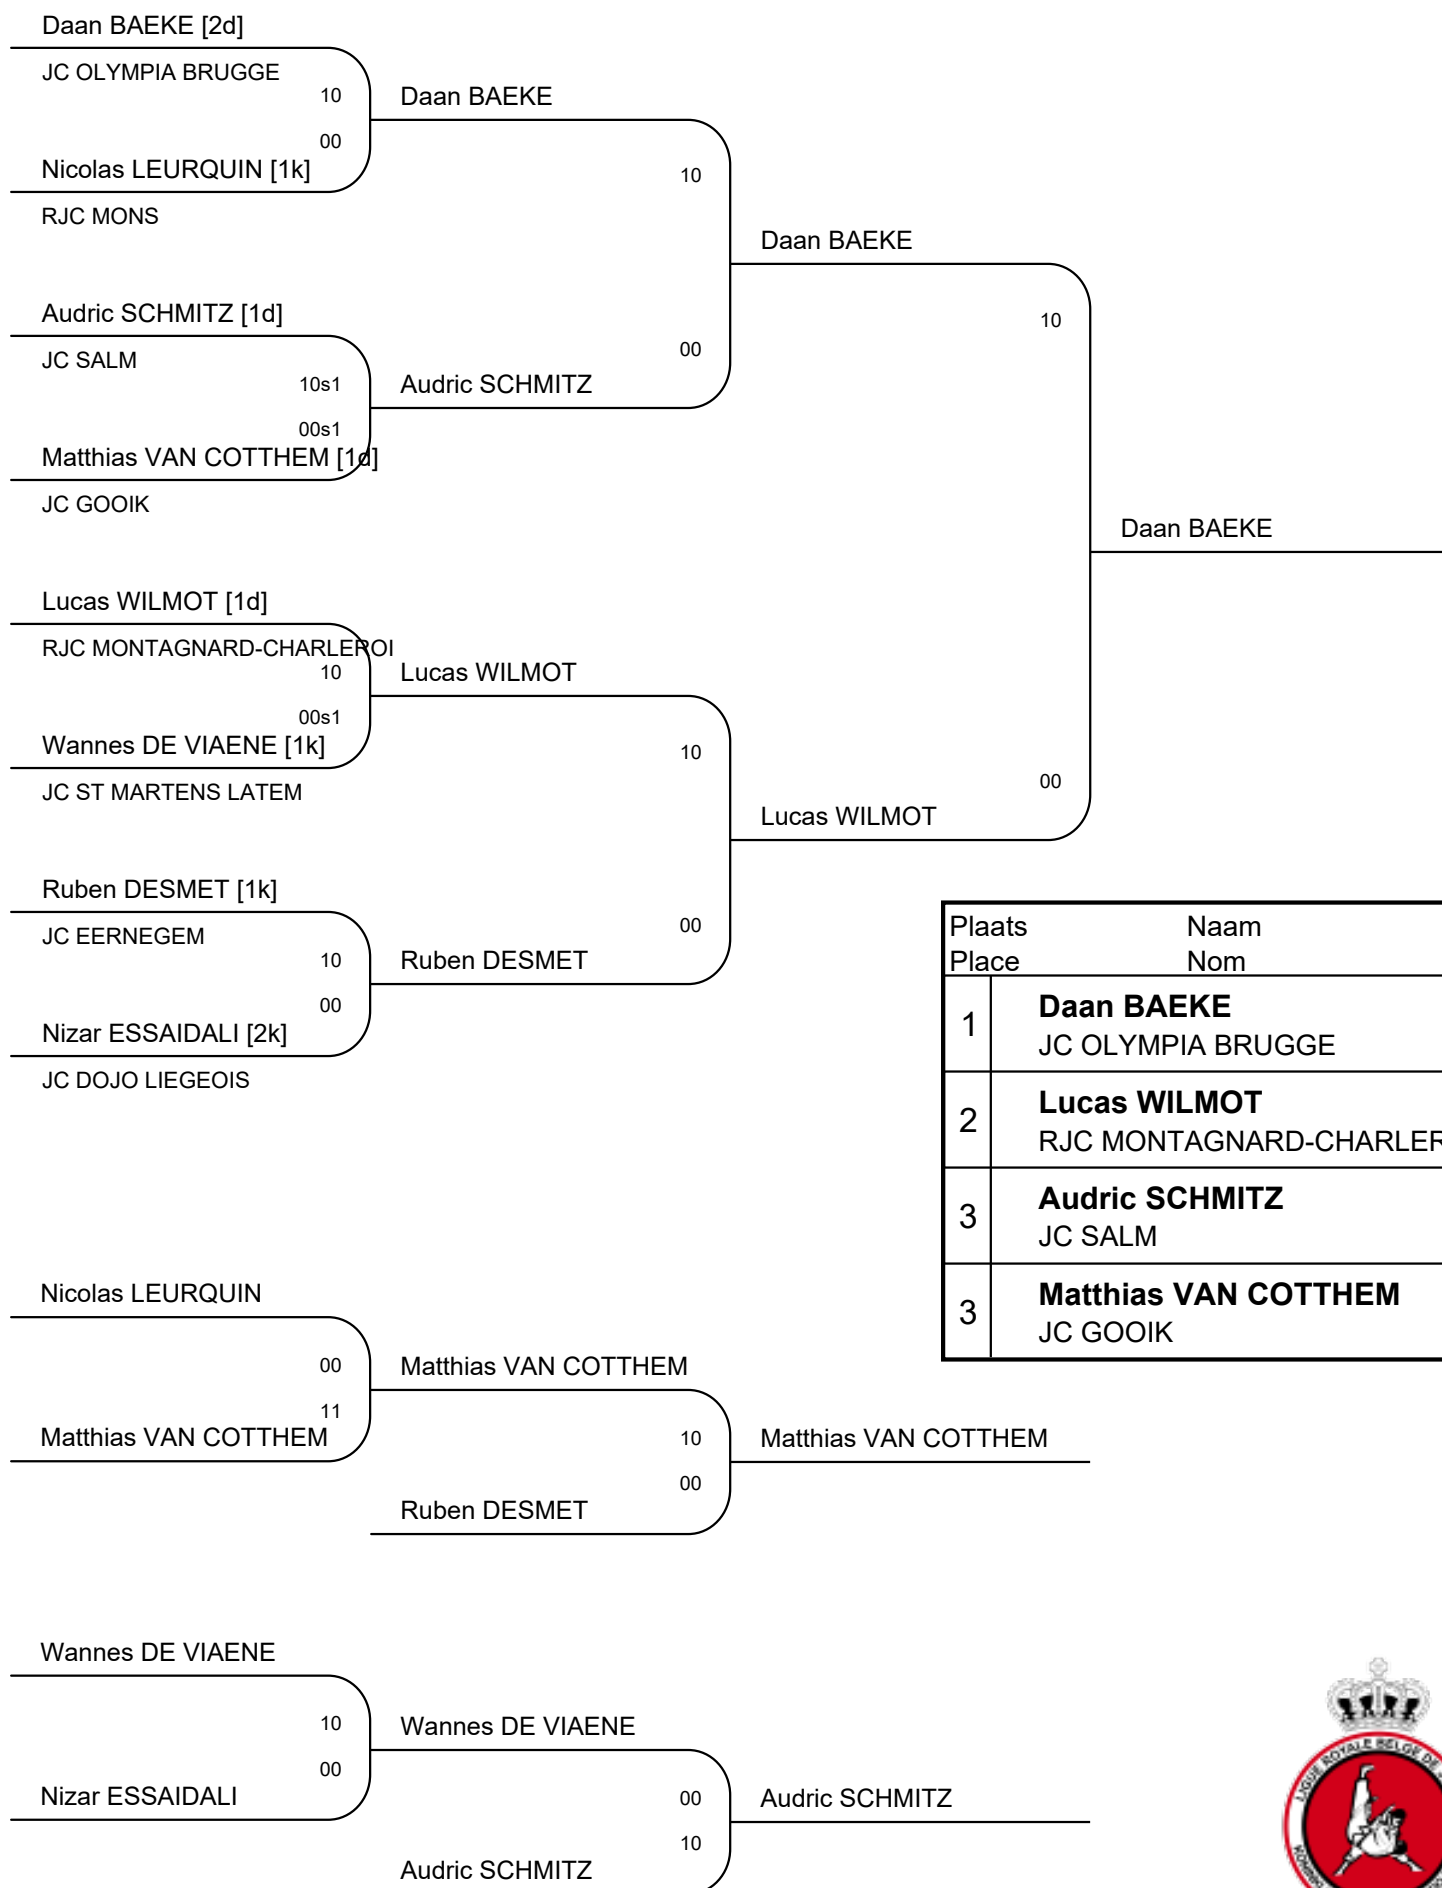 Daan BAEKE [2d]
JC OLYMPIA BRUGGE
10
00
Nicolas LEURQUIN [1k]
RJC MONS
Daan BAEKE
10
Audric SCHMITZ [1d]
JC SALM
10s1
00s1
Matthias VAN COTTHEM [1d]
JC GOOIK
00
Audric SCHMITZ
Daan BAEKE
10
Lucas WILMOT [1d]
RJC MONTAGNARD-CHARLEROI
10
00s1
Wannes DE VIAENE [1k]
JC ST MARTENS LATEM
Lucas WILMOT
10
Ruben DESMET [1k]
JC EERNEGEM
10
00
Nizar ESSAIDALI [2k]
JC DOJO LIEGEOIS
00
Ruben DESMET
00
Lucas WILMOT
Daan BAEKE
Plaats Naam
Place Nom
1 Daan BAEKE
JC OLYMPIA BRUGGE
2 Lucas WILMOT
RJC MONTAGNARD-CHARLER
3 Audric SCHMITZ
JC SALM
3 Matthias VAN COTTHEM
JC GOOIK
Nicolas LEURQUIN
00
11
Matthias VAN COTTHEM
Matthias VAN COTTHEM
10
00
Ruben DESMET
Matthias VAN COTTHEM
Wannes DE VIAENE
10
00
Nizar ESSAIDALI
Wannes DE VIAENE
00
10
Audric SCHMITZ
Audric SCHMITZ
LIGUE ROYALE BELGE DE